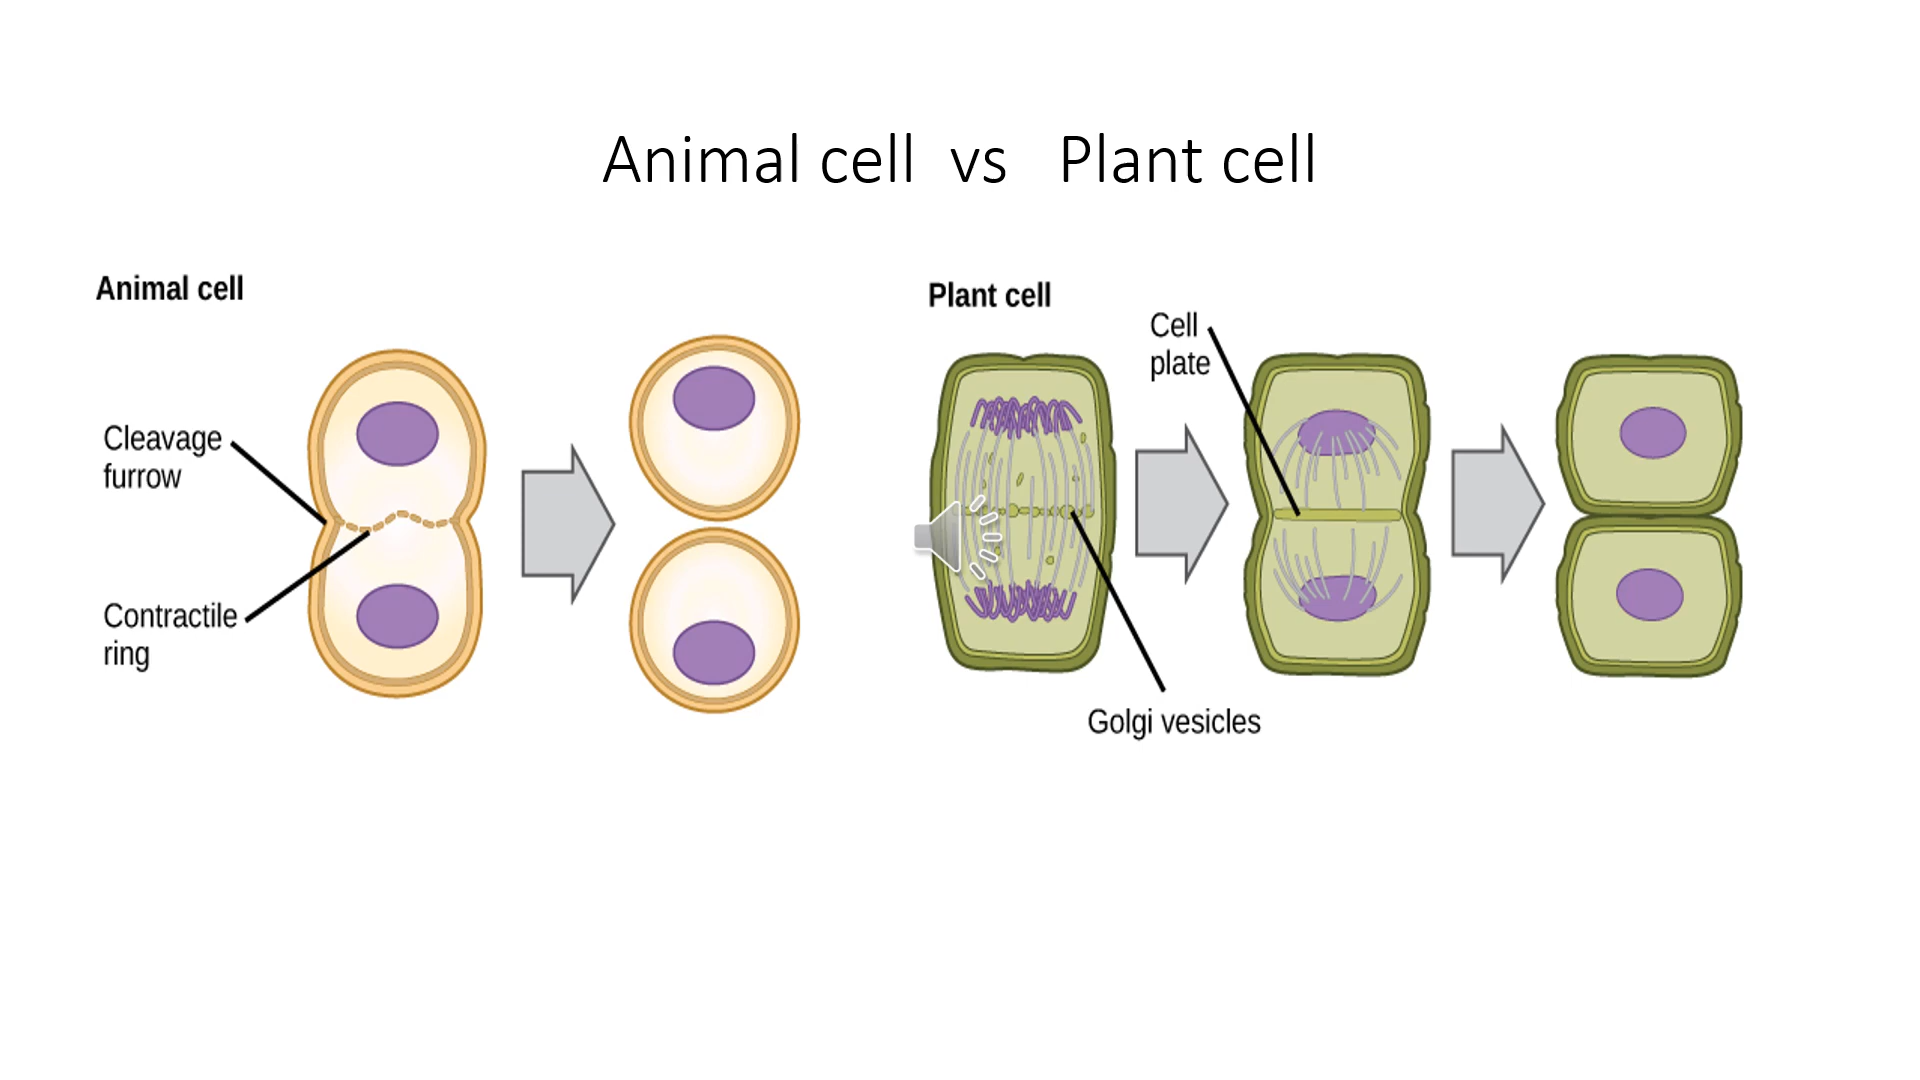 Animal cell vs Plant cell
Animal cell
Cleavage
furrow
Contractile
ring
Plant cell
Cell
plate
Golgi vesicles